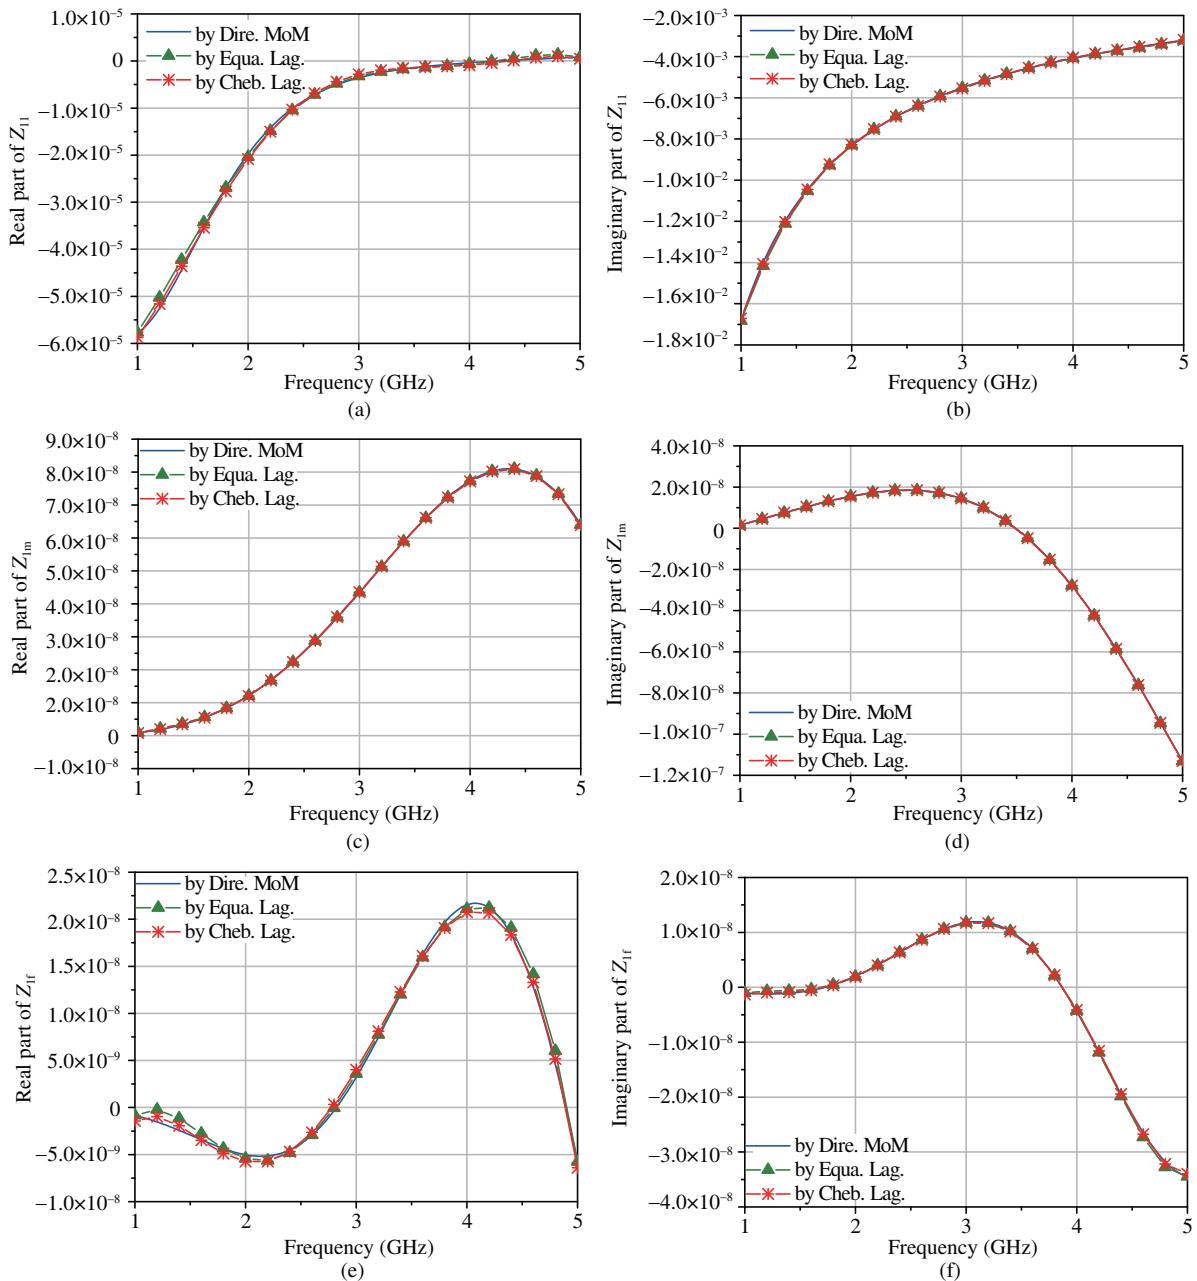 1.0×10⁻⁵
0
−1.0×10⁻⁵
−2.0×10⁻⁵
−3.0×10⁻⁵
−4.0×10⁻⁵
−5.0×10⁻⁵
−6.0×10⁻⁵
Real part of Z₁₁
by Dire. MoM
by Equa. Lag.
by Cheb. Lag.
1 2 3 4 5
Frequency (GHz)
(a)
−2.0×10⁻³
−4.0×10⁻³
−6.0×10⁻³
−8.0×10⁻³
−1.0×10⁻²
−1.2×10⁻²
−1.4×10⁻²
−1.6×10⁻²
−1.8×10⁻²
Imaginary part of Z₁₁
by Dire. MoM
by Equa. Lag.
by Cheb. Lag.
1 2 3 4 5
Frequency (GHz)
(b)
9.0×10⁻⁸
8.0×10⁻⁸
7.0×10⁻⁸
6.0×10⁻⁸
5.0×10⁻⁸
4.0×10⁻⁸
3.0×10⁻⁸
2.0×10⁻⁸
2.0×10⁻⁸
0
−1.0×10⁻⁸
Real part of Z₁ₘ
by Dire. MoM
by Equa. Lag.
by Cheb. Lag.
1 2 3 4 5
Frequency (GHz)
(c)
4.0×10⁻⁸
2.0×10⁻⁸
0
−2.0×10⁻⁸
−4.0×10⁻⁸
−6.0×10⁻⁸
−8.0×10⁻⁸
−1.0×10⁻⁷
−1.2×10⁻⁷
Imaginary part of Z₁ₘ
by Dire. MoM
by Equa. Lag.
by Cheb. Lag.
1 2 3 4 5
Frequency (GHz)
(d)
2.5×10⁻⁸
2.0×10⁻⁸
1.5×10⁻⁸
1.0×10⁻⁸
5.0×10⁻⁹
0
−5.0×10⁻⁹
−1.0×10⁻⁸
Real part of Z1f
by Dire. MoM
by Equa. Lag.
by Cheb. Lag.
1 2 3 4 5
Frequency (GHz)
(e)
2.0×10⁻⁸
1.0×10⁻⁸
0
−1.0×10⁻⁸
−2.0×10⁻⁸
−3.0×10⁻⁸
−4.0×10⁻⁸
Imaginary part of Z1f
by Dire. MoM
by Equa. Lag.
by Cheb. Lag.
1 2 3 4 5
Frequency (GHz)
(f)